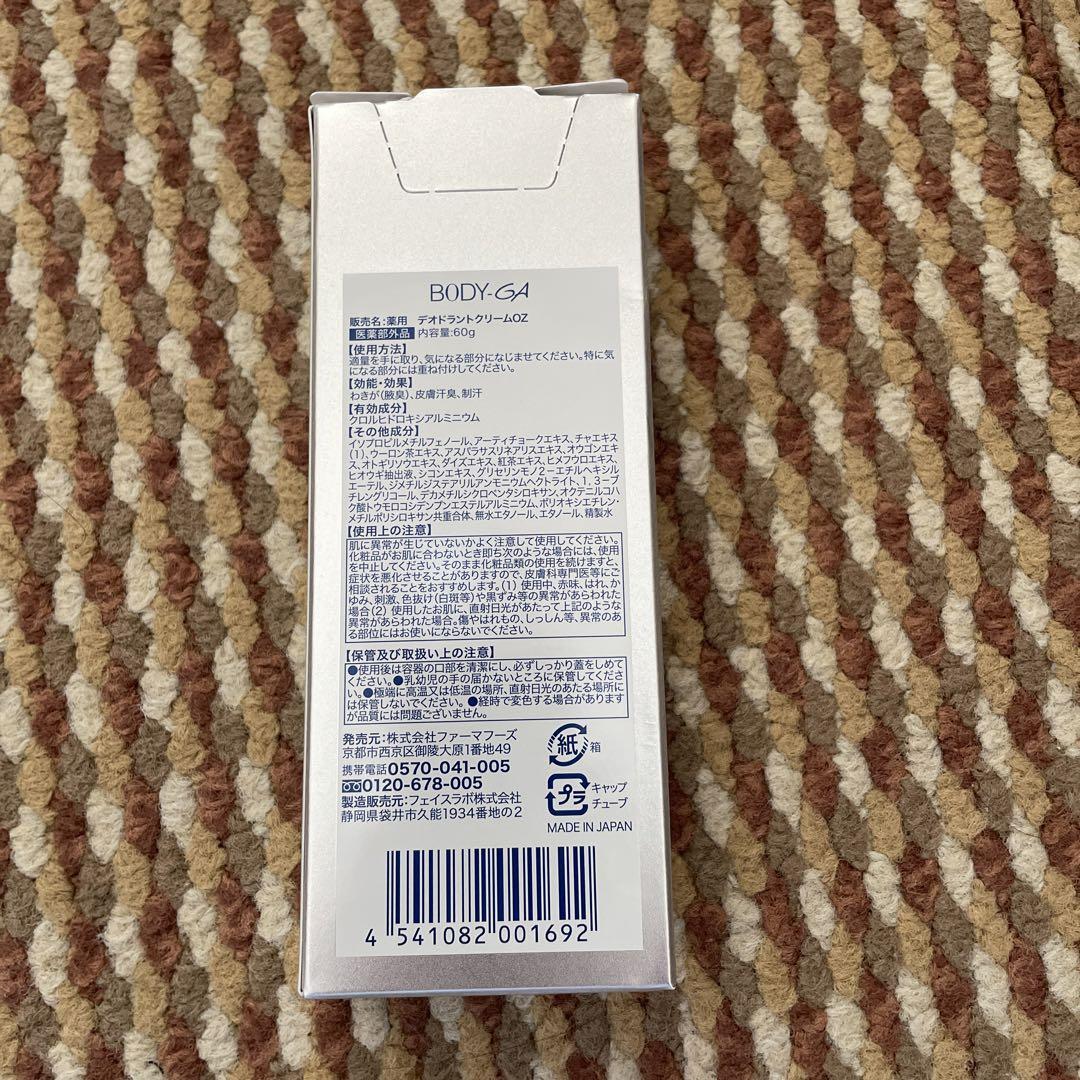 BODY-GA
販売名:薬用 デオドラントクリームOZ
医薬部外品 内容量:60g
【使用方法】
適量を手に取り、気になる部分になじませてください。特に気
になる部分には重ね付けしてください。
【効能・効果】
わきが(腋臭)、皮膚汗臭、制汗
【有効成分】
クロルヒドロキシアルミニウム
【その他成分】
イソプロピルメチルフェノール、アーティチョークエキス、チャエキス
(1)、ウーロン茶エキス、アスパラサスリネアリスエキス、オウゴンエキ
ス、オトギリソウエキス、ダイズエキス、紅茶エキス、ヒメフウロエキス、
ヒオウギ抽出液、シコンエキス、グリセリンモノ2-エチルヘキシル
エーテル、ジメチルジステアリルアンモニウムヘクトライト、1,3-ブ
チレングリコール、デカメチルシクロペンタシロキサン、オクテニルコハ
ク酸トウモロコシデンプンエステルアルミニウム、ポリオキシエチレン・
メチルポリシロキサン共重合体、無水エタノール、エタノール、精製水
【使用上の注意】
肌に異常が生じていないかよく注意して使用してください。
化粧品がお肌に合わないとき即ち次のような場合には、使用
を中止してください。そのまま化粧品類の使用を続けますと、
症状を悪化させることがありますので、皮膚科専門医等にご
相談されることをおすすめします。(1) 使用中、赤味、はれ、か
ゆみ、刺激、色抜け(白斑等)や黒ずみ等の異常があらわれた
場合(2) 使用したお肌に、直射日光があたって上記のような
異常があらわれた場合。傷やはれもの、しっしん等、異常のあ
る部位にはお使いにならないでください。
【保管及び取扱い上の注意】
●使用後は容器の口部を清潔にし、必ずしっかり蓋をしめて
ください。●乳幼児の手の届かないところに保管してくださ
い。●極端に高温又は低温の場所、直射日光のあたる場所に
は保管しないでください。●経時で変色する場合があります
が品質には問題ございません。
発売元:株式会社ファーマフーズ
京都市西京区御陵大原1番地49
携帯電話0570-041-005
0120-678-005
製造販売元:フェイスラボ株式会社
静岡県袋井市久能1934番地の2
紙 箱
プラ キャップ
チューブ
MADE IN JAPAN
4 541082 001692